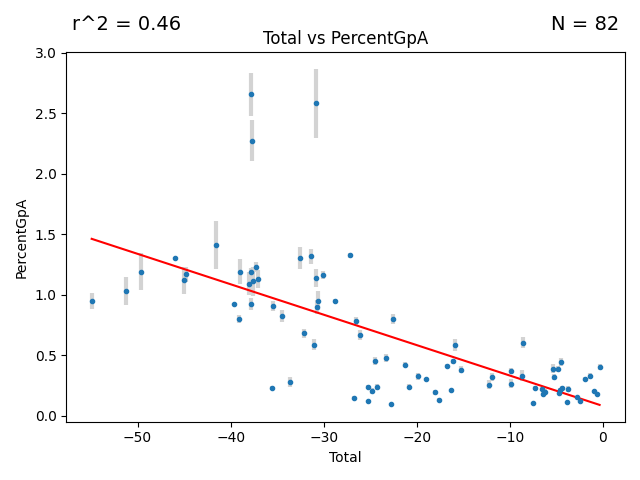 r^2 = 0.46
N = 82
Total vs PercentGpA
3.0
2.5
2.0
1.5
1.0
0.5
0.0
PercentGpA
−50
−40
−30
−20
−10
0
Total